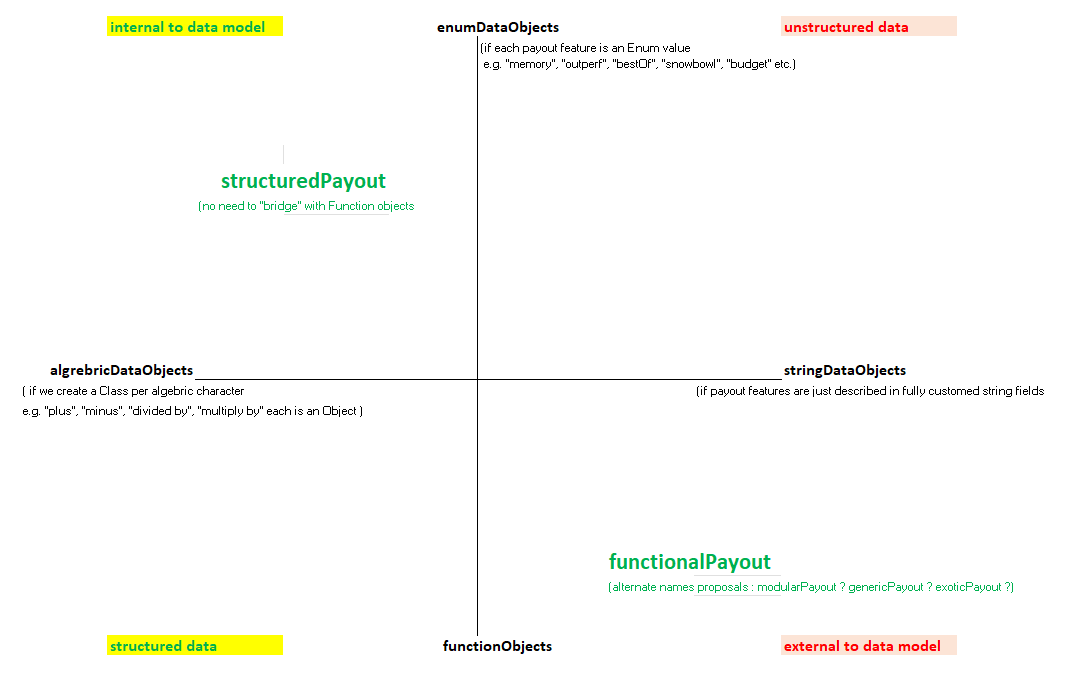 internal to data model
enumDataObjects
unstructured data
(if each payout feature is an Enum value
e.g. "memory", "outperf", "bestOf", "snowbowl", "budget" etc.)
structuredPayout
(no need to "bridge" with Function objects
algrebricDataObjects
stringDataObjects
( if we create a Class per algebric character
(if payout features are just described in fully customed string fields
e.g. "plus", "minus", "divided by", "multiply by" each is an Object )
functionalPayout
(alternate names proposals : modularPayout ? genericPayout ? exoticPayout ?)
structured data
functionObjects
external to data model